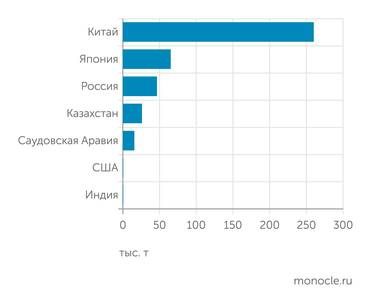 Китай
Япония
Россия
Казахстан
Саудовская Аравия
США
Индия
0 50 100 150 200 250 300
тыс. т
monocle.ru